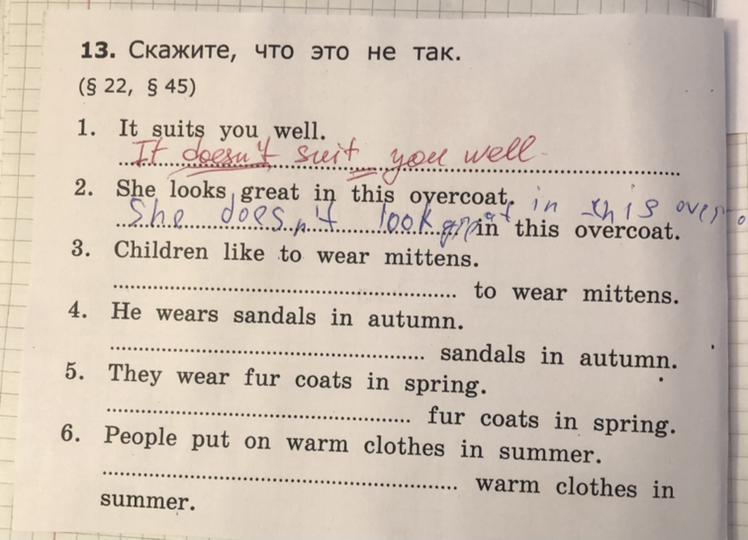 13. Скажите, что это не так.
(§ 22, § 45)
1. It suits you well.
It doesn't suit you well
2. She looks great in this overcoat.
She doesn't look great in this overco
in this overcoat.
3. Children like to wear mittens.
to wear mittens.
4. He wears sandals in autumn.
sandals in autumn.
5. They wear fur coats in spring.
fur coats in spring.
6. People put on warm clothes in summer.
warm clothes in
summer.